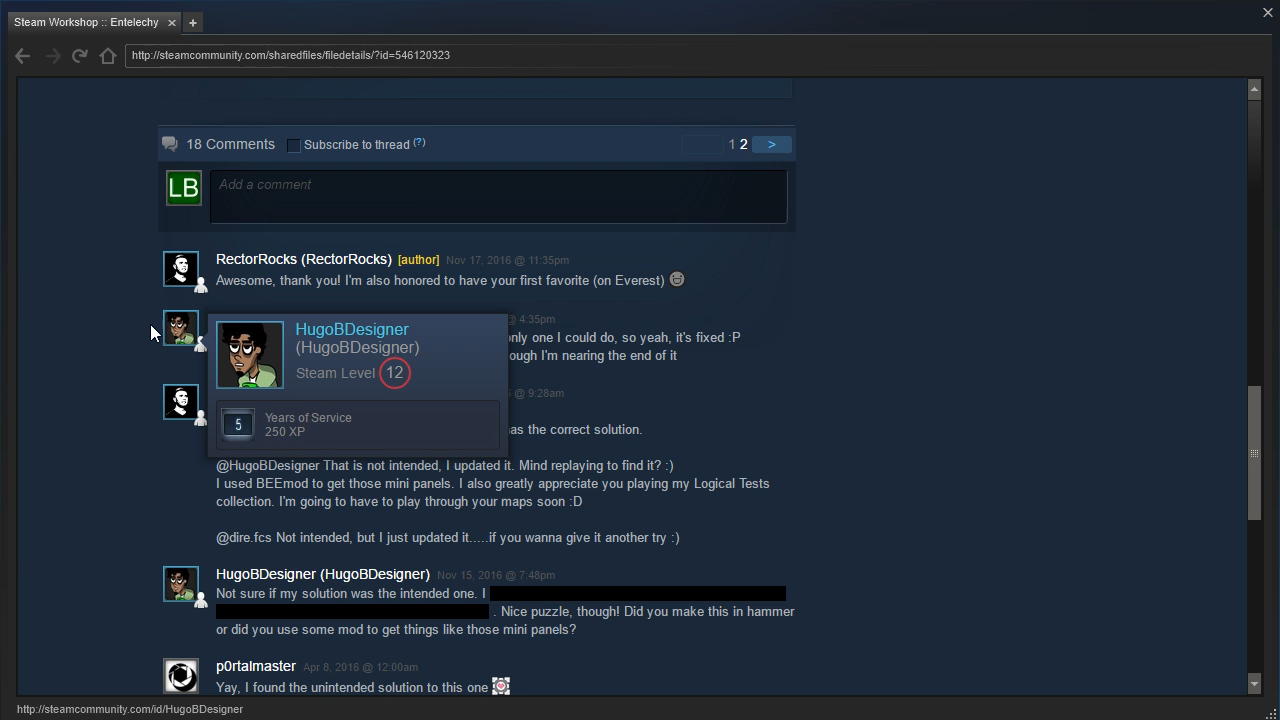 Steam Workshop :: Entelechy
http://steamcommunity.com/sharedfiles/filedetails/?id=546120323
18 Comments Subscribe to thread (?) 1 2 >
LB Add a comment
RectorRocks (RectorRocks) [author] Nov 17, 2016 @ 11:35pm
Awesome, thank you! I'm also honored to have your first favorite (on Everest)
@ 4:35pm
HugoBDesigner
only one I could do, so yeah, it's fixed :P
(HugoBDesigner)
ough I'm nearing the end of it
Steam Level 12
@ 9:28am
5 Years of Service
250 XP
as the correct solution.
@HugoBDesigner That is not intended, I updated it. Mind replaying to find it? :)
I used BEEmod to get those mini panels. I also greatly appreciate you playing my Logical Tests
collection. I'm going to have to play through your maps soon :D
@dire.fcs Not intended, but I just updated it.....if you wanna give it another try :)
HugoBDesigner (HugoBDesigner) Nov 15, 2016 @ 7:48pm
Not sure if my solution was the intended one. I
. Nice puzzle, though! Did you make this in hammer
or did you use some mod to get things like those mini panels?
p0rtalmaster Apr 8, 2016 @ 12:00am
Yay, I found the unintended solution to this one
http://steamcommunity.com/id/HugoBDesigner